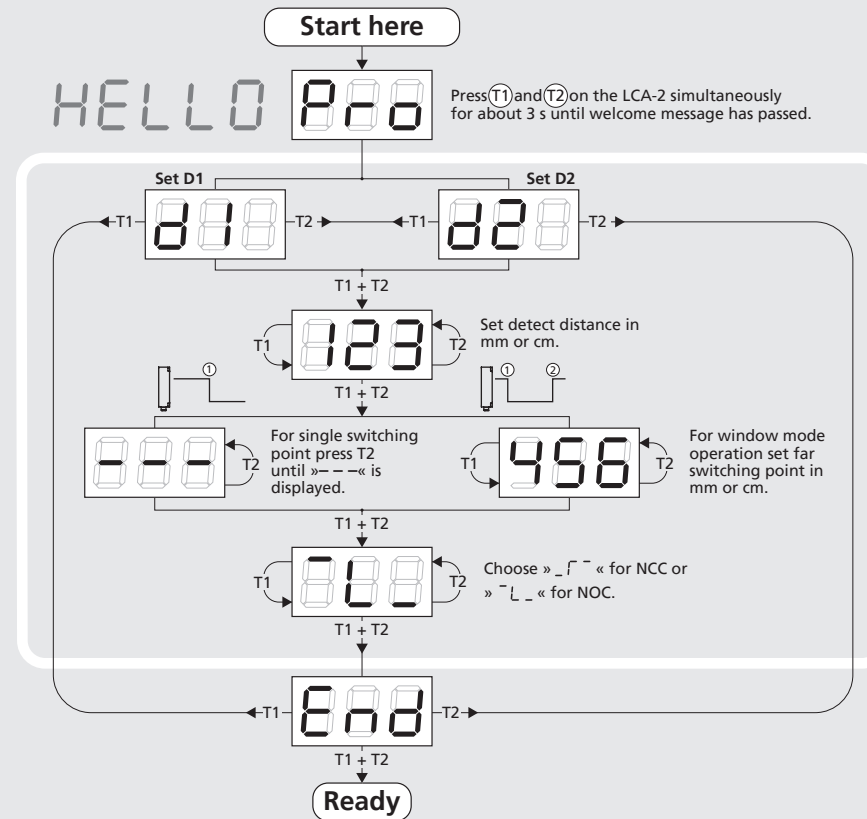 Start here
HELLO
Pro
Press T1 and T2 on the LCA-2 simultaneously
for about 3 s until welcome message has passed.
Set D1
Set D2
T1
d1
T2
T1
d2
T2
T1 + T2
T1
123
T2
Set detect distance in
mm or cm.
T1 + T2
1
1
2
---
T2
For single switching
point press T2
until »– – –« is
displayed.
T1
456
T2
For window mode
operation set far
switching point in
mm or cm.
T1 + T2
T1
¯L_
T2
Choose »_Γ¯« for NCC or
»¯L_« for NOC.
T1 + T2
T1
End
T2
T1 + T2
Ready